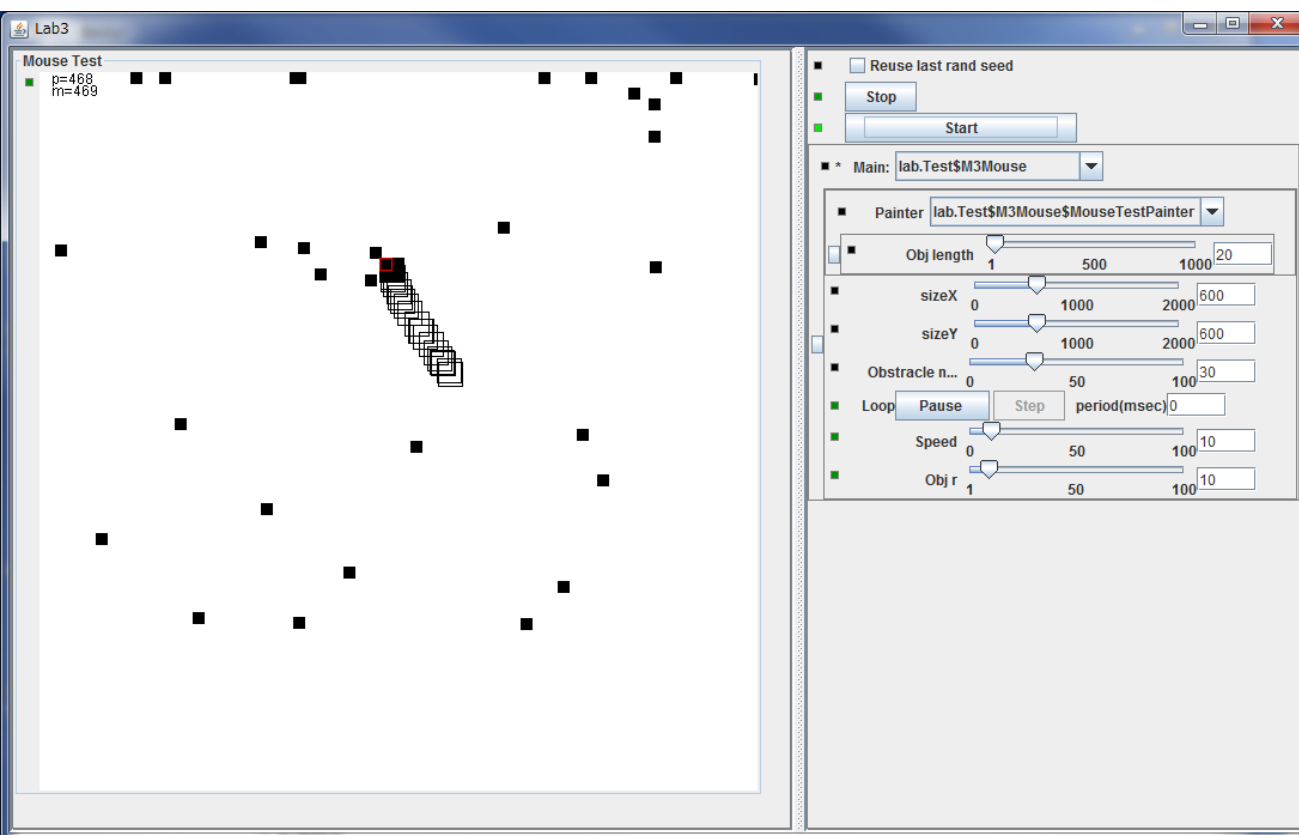 Lab3
Mouse Test
p=468
m=469
Reuse last rand seed
Stop
Start
* Main: lab.Test$M3Mouse
Painter lab.Test$M3Mouse$MouseTestPainter
Obj length 1 500 1000 20
sizeX 0 1000 2000 600
sizeY 0 1000 2000 600
Obstracle n... 0 50 100 30
Loop Pause Step period(msec) 0
Speed 0 50 100 10
Obj r 1 50 100 10